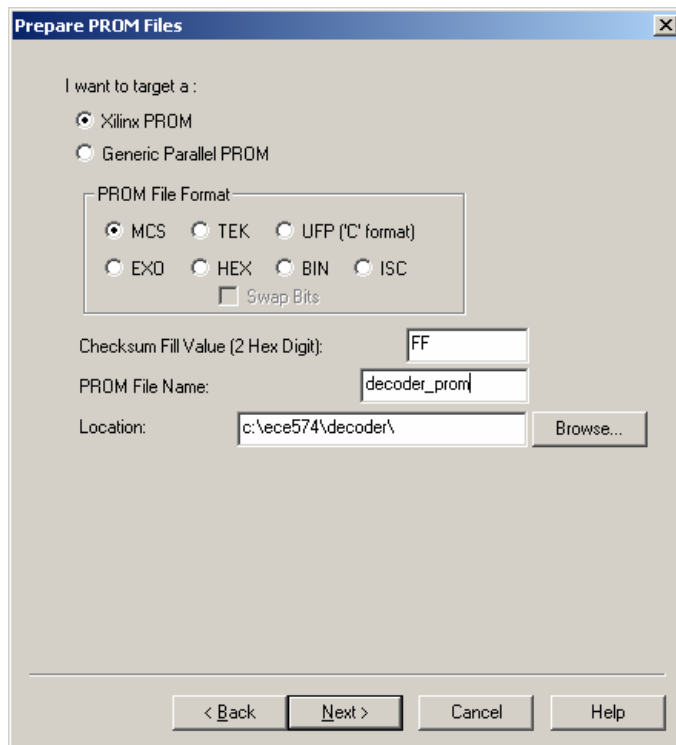 Prepare PROM Files
I want to target a :
Xilinx PROM
Generic Parallel PROM
PROM File Format
MCS TEK UFP ('C' format)
EXO HEX BIN ISC
Swap Bits
Checksum Fill Value (2 Hex Digit): FF
PROM File Name: decoder_prom
Location: c:\ece574\decoder\ Browse...
< Back Next > Cancel Help